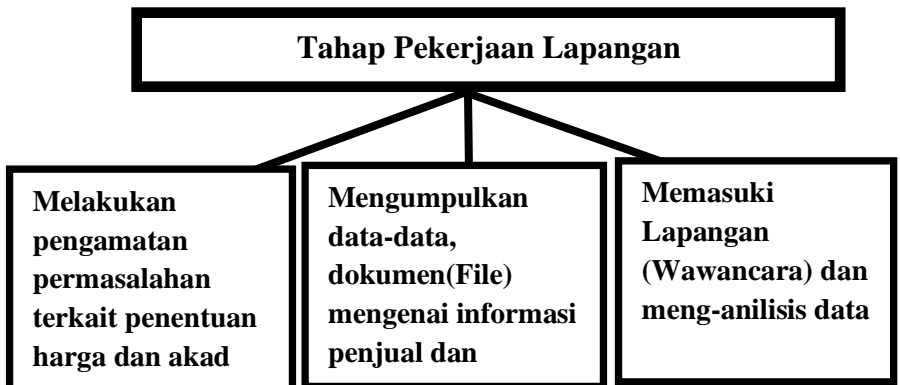 Tahap Pekerjaan Lapangan
Melakukan
pengamatan
permasalahan
terkait penentuan
harga dan akad
Mengumpulkan
data-data,
dokumen(File)
mengenai informasi
penjual dan
Memasuki
Lapangan
(Wawancara) dan
meng-anilisis data